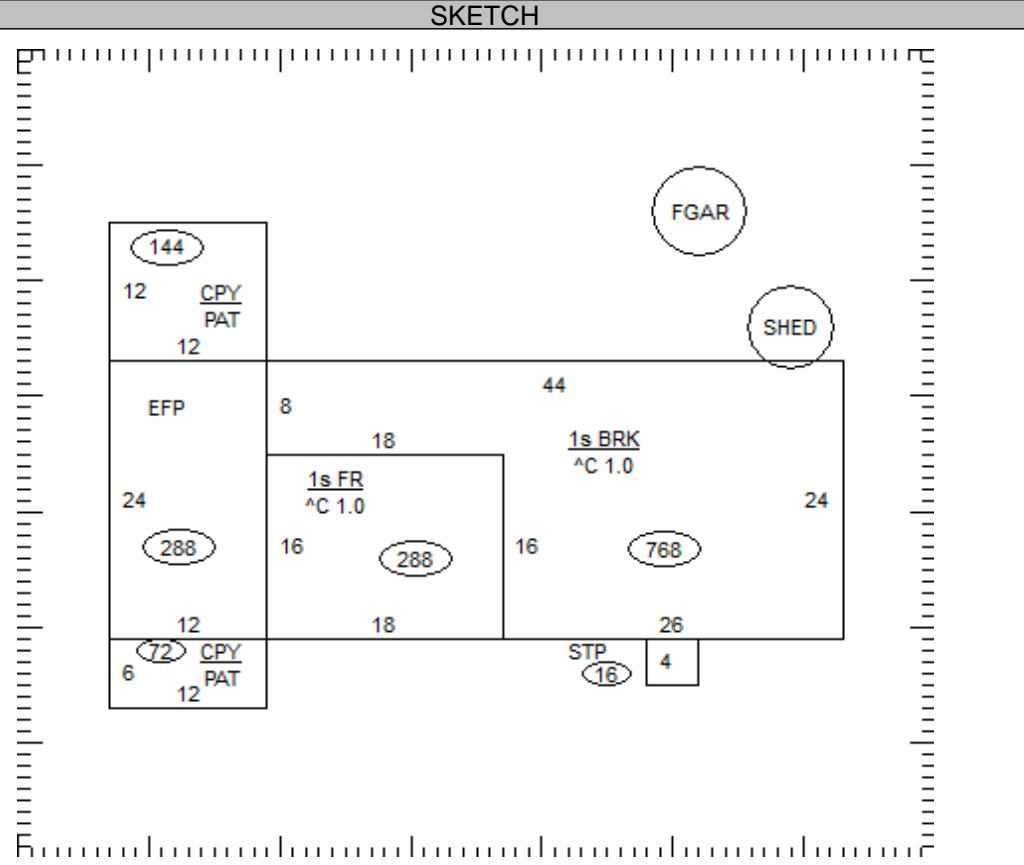 SKETCH
FGAR
144
12
CPY
PAT
12
SHED
44
EFP
8
18
1s BRK
^C 1.0
1s FR
^C 1.0
24
24
288
16
288
16
768
12
18
26
72
CPY
6
PAT
12
STP
16
4